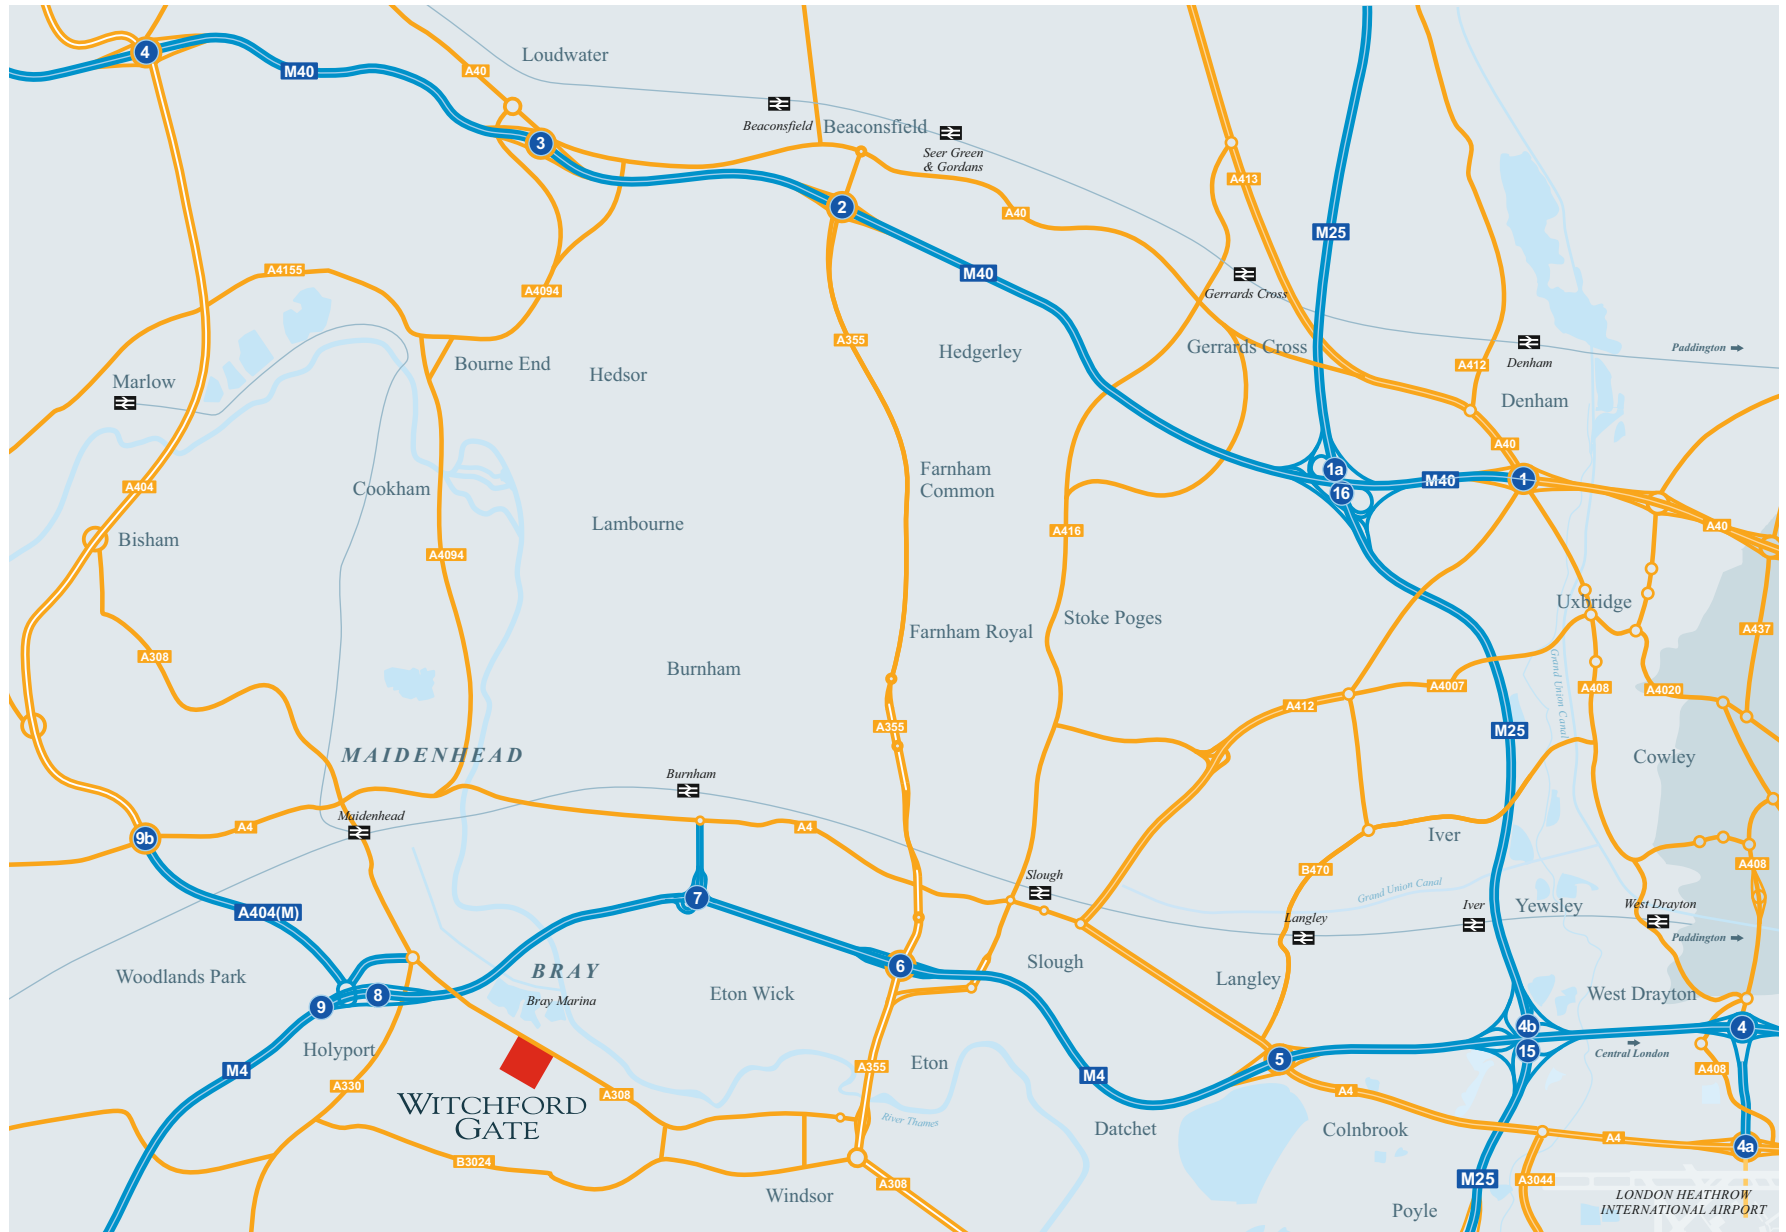 Loudwater
4
M40
A40
Beaconsfield
Beaconsfield
Seer Green
& Gordans
3
A413
2
A40
M25
A4155
M40
Gerrards Cross
A4094
A355
Hedgerley
Gerrards Cross
Paddington
Bourne End
Hedsor
A412
Denham
Marlow
Denham
A40
Farnham
Common
1a
M40
1
A404
Cookham
16
Lambourne
A416
A40
Bisham
A4094
Uxbridge
Stoke Poges
Farnham Royal
A437
A308
Burnham
Grand Union Canal
A4007
A408
A4020
A412
A355
M25
MAIDENHEAD
Cowley
Burnham
Maidenhead
A4
A4
9b
Iver
B470
A408
Slough
Grand Union Canal
7
A404(M)
Langley
Iver
Yewsley
West Drayton
Paddington
Woodlands Park
BRAY
6
Slough
Langley
Bray Marina
Eton Wick
West Drayton
8
9
4b
4
Holyport
15
Central London
M4
Eton
A355
M4
5
A408
A330
A308
A4
WITCHFORD
GATE
River Thames
Datchet
Colnbrook
A4
4a
B3024
A308
M25
A3044
Windsor
Poyle
LONDON HEATHROW
INTERNATIONAL AIRPORT